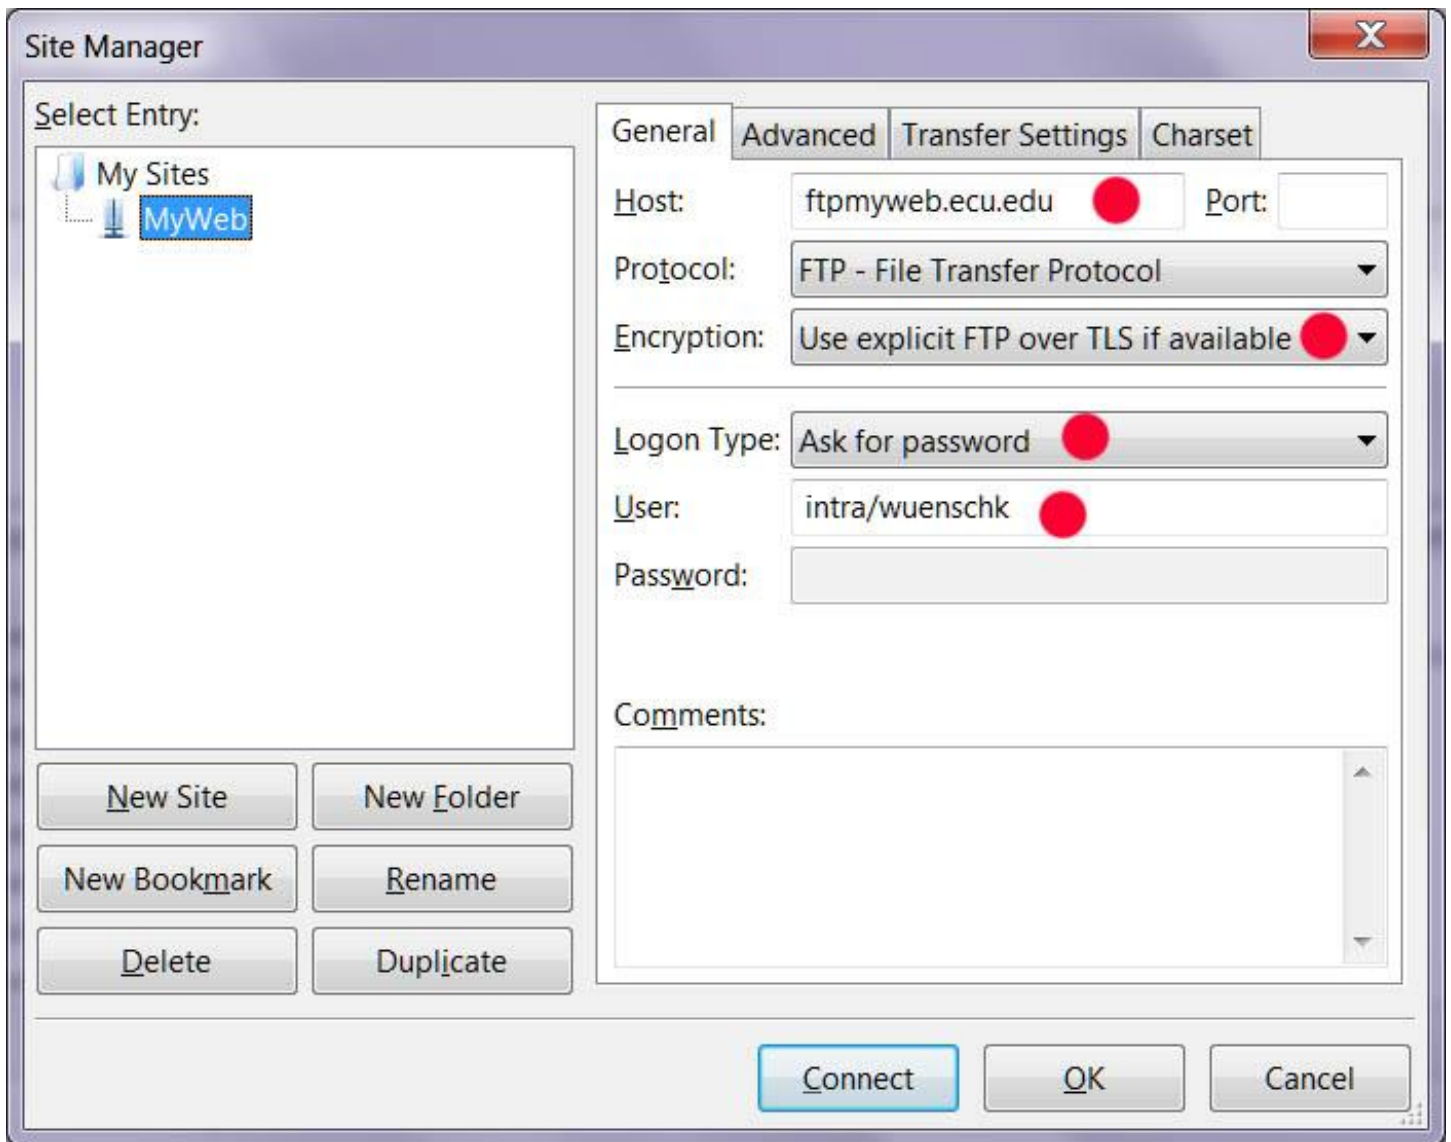 Site Manager
X
Select Entry:
My Sites
MyWeb
New Site
New Folder
New Bookmark
Rename
Delete
Duplicate
General
Advanced
Transfer Settings
Charset
Host:
ftpmyweb.ecu.edu
Port:
Protocol:
FTP - File Transfer Protocol
Encryption:
Use explicit FTP over TLS if available
Logon Type:
Ask for password
User:
intra/wuenschk
Password:
Comments:
Connect
OK
Cancel